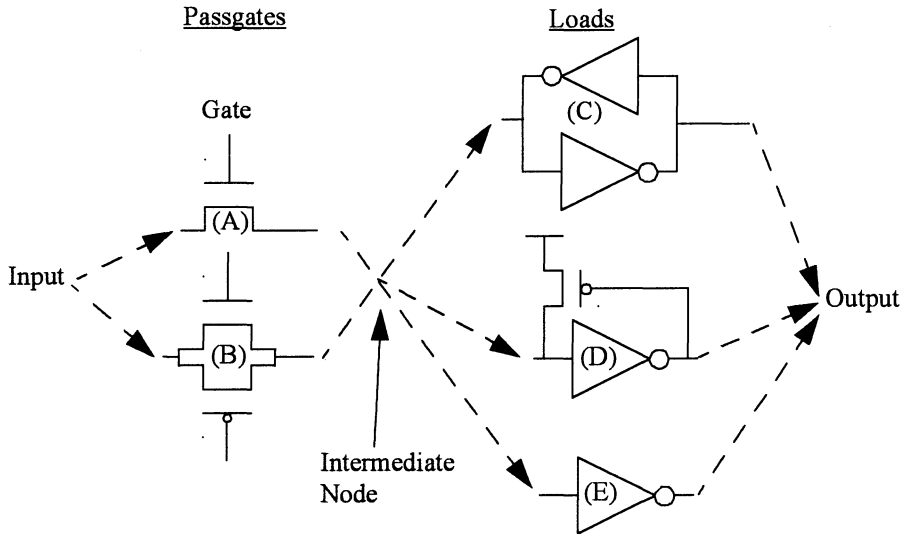 Passgates
Loads
Gate
(C)
(A)
Input
Output
(B)
(D)
Intermediate
Node
(E)